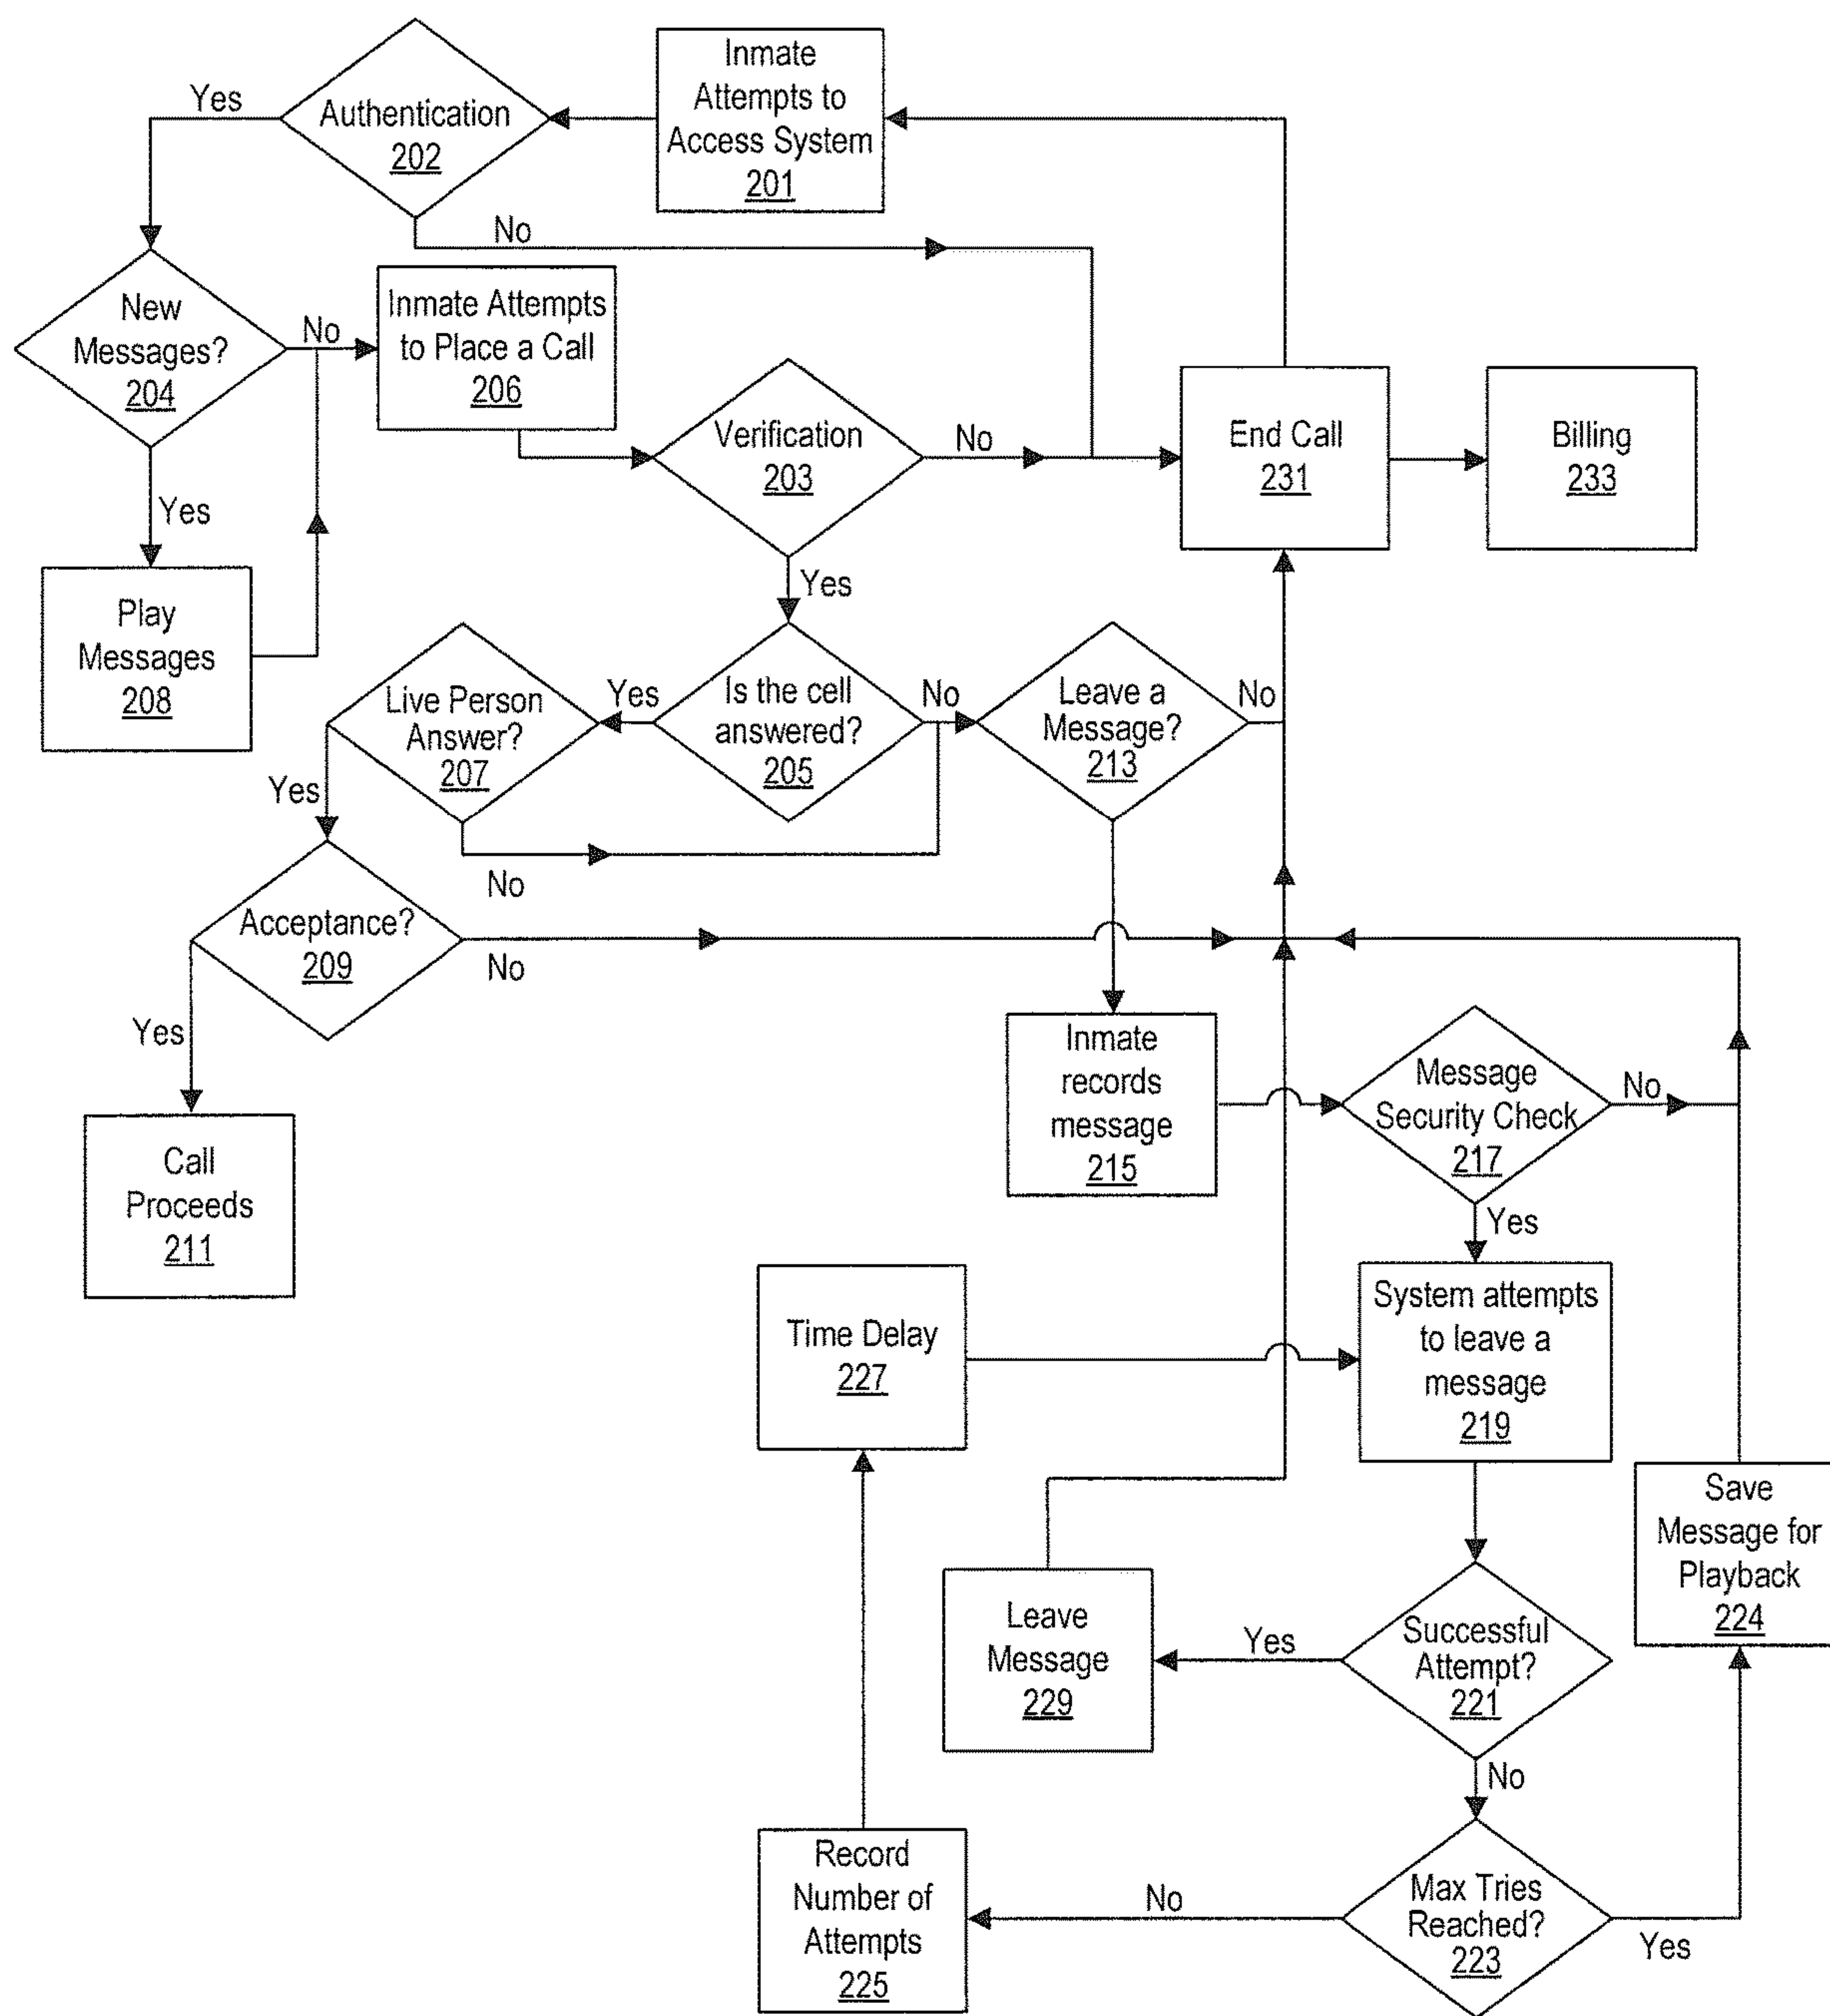 Inmate
Attempts to
Access System
201
Authentication
202
Yes
No
New
Messages?
204
No
Yes
Inmate Attempts
to Place a Call
206
Play
Messages
208
Verification
203
No
Yes
End Call
231
Billing
233
Is the cell
answered?
205
Yes
No
Live Person
Answer?
207
Yes
No
Leave a
Message?
213
No
Acceptance?
209
No
Yes
Call
Proceeds
211
Inmate
records
message
215
Message
Security Check
217
No
Yes
System attempts
to leave a
message
219
Time Delay
227
Save
Message for
Playback
224
Successful
Attempt?
221
Yes
No
Leave
Message
229
Max Tries
Reached?
223
No
Yes
Record
Number of
Attempts
225